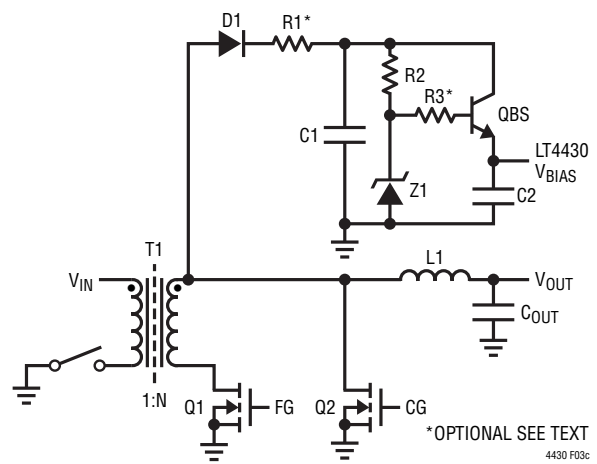 D1
R1*
R2
R3*
QBS
C1
LT4430
VBIAS
Z1
C2
T1
VIN
L1
VOUT
COUT
1:N
Q1
FG
Q2
CG
*OPTIONAL SEE TEXT
4430 F03c